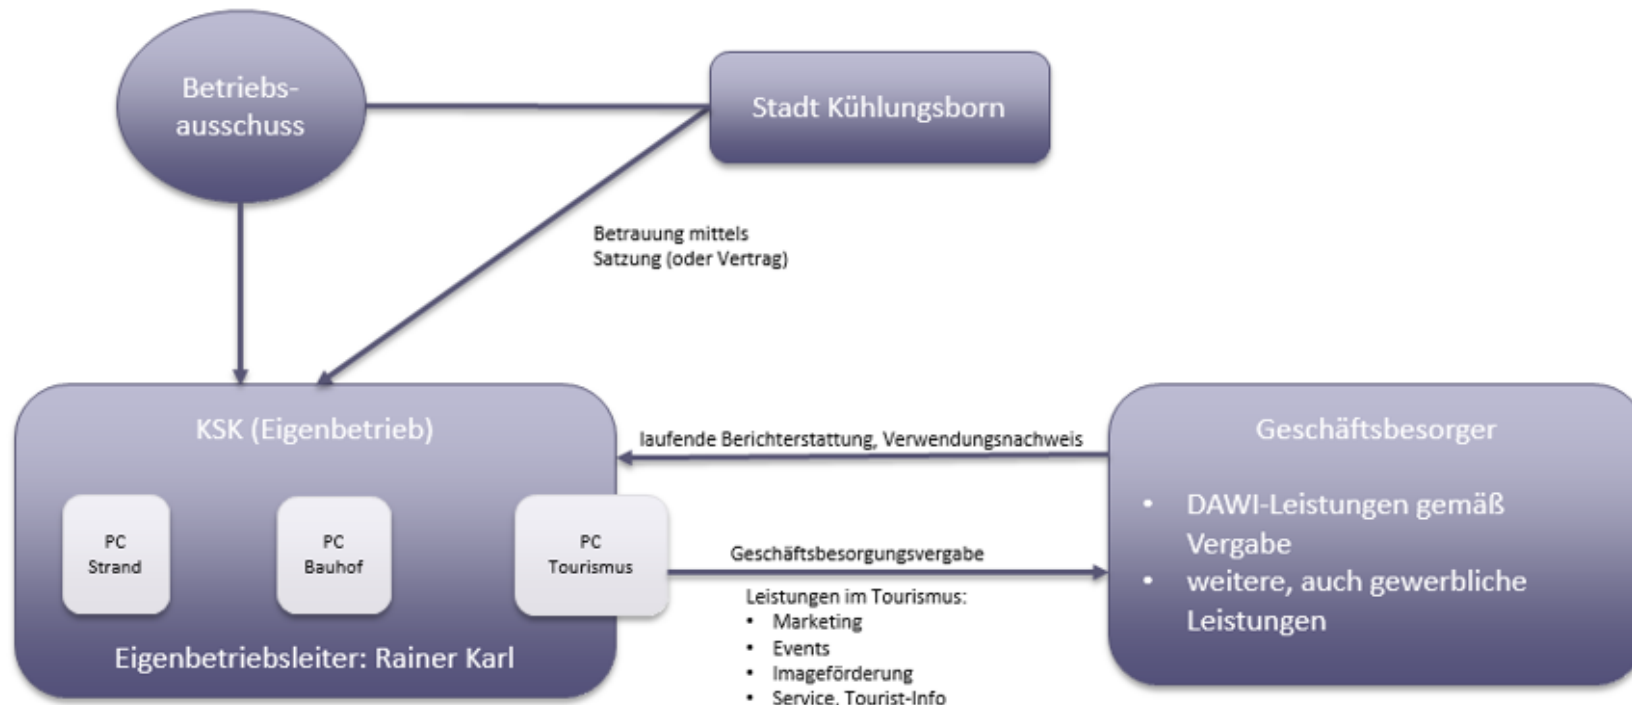 Betriebs-
ausschuss
Stadt Kühlungsborn
Betrauung mittels
Satzung (oder Vertrag)
KSK (Eigenbetrieb)
PC
Strand
PC
Bauhof
PC
Tourismus
Eigenbetriebsleiter: Rainer Karl
laufende Berichterstattung, Verwendungsnachweis
Geschäftsbesorgungsvergabe
Leistungen im Tourismus:
• Marketing
• Events
• Imageförderung
• Service, Tourist-Info
Geschäftsbesorger
• DAWI-Leistungen gemäß
Vergabe
• weitere, auch gewerbliche
Leistungen